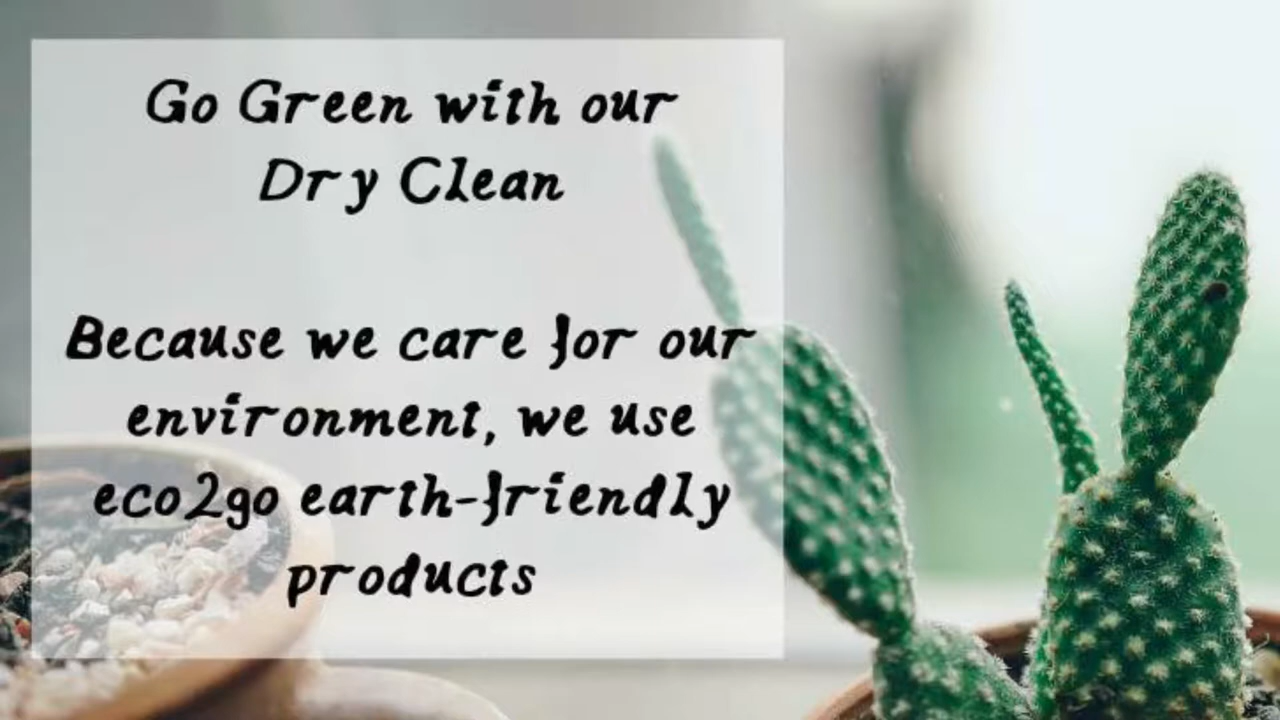 Go Green with our
Dry Clean
Because we care for our
environment, we use
eco2go earth-friendly
products